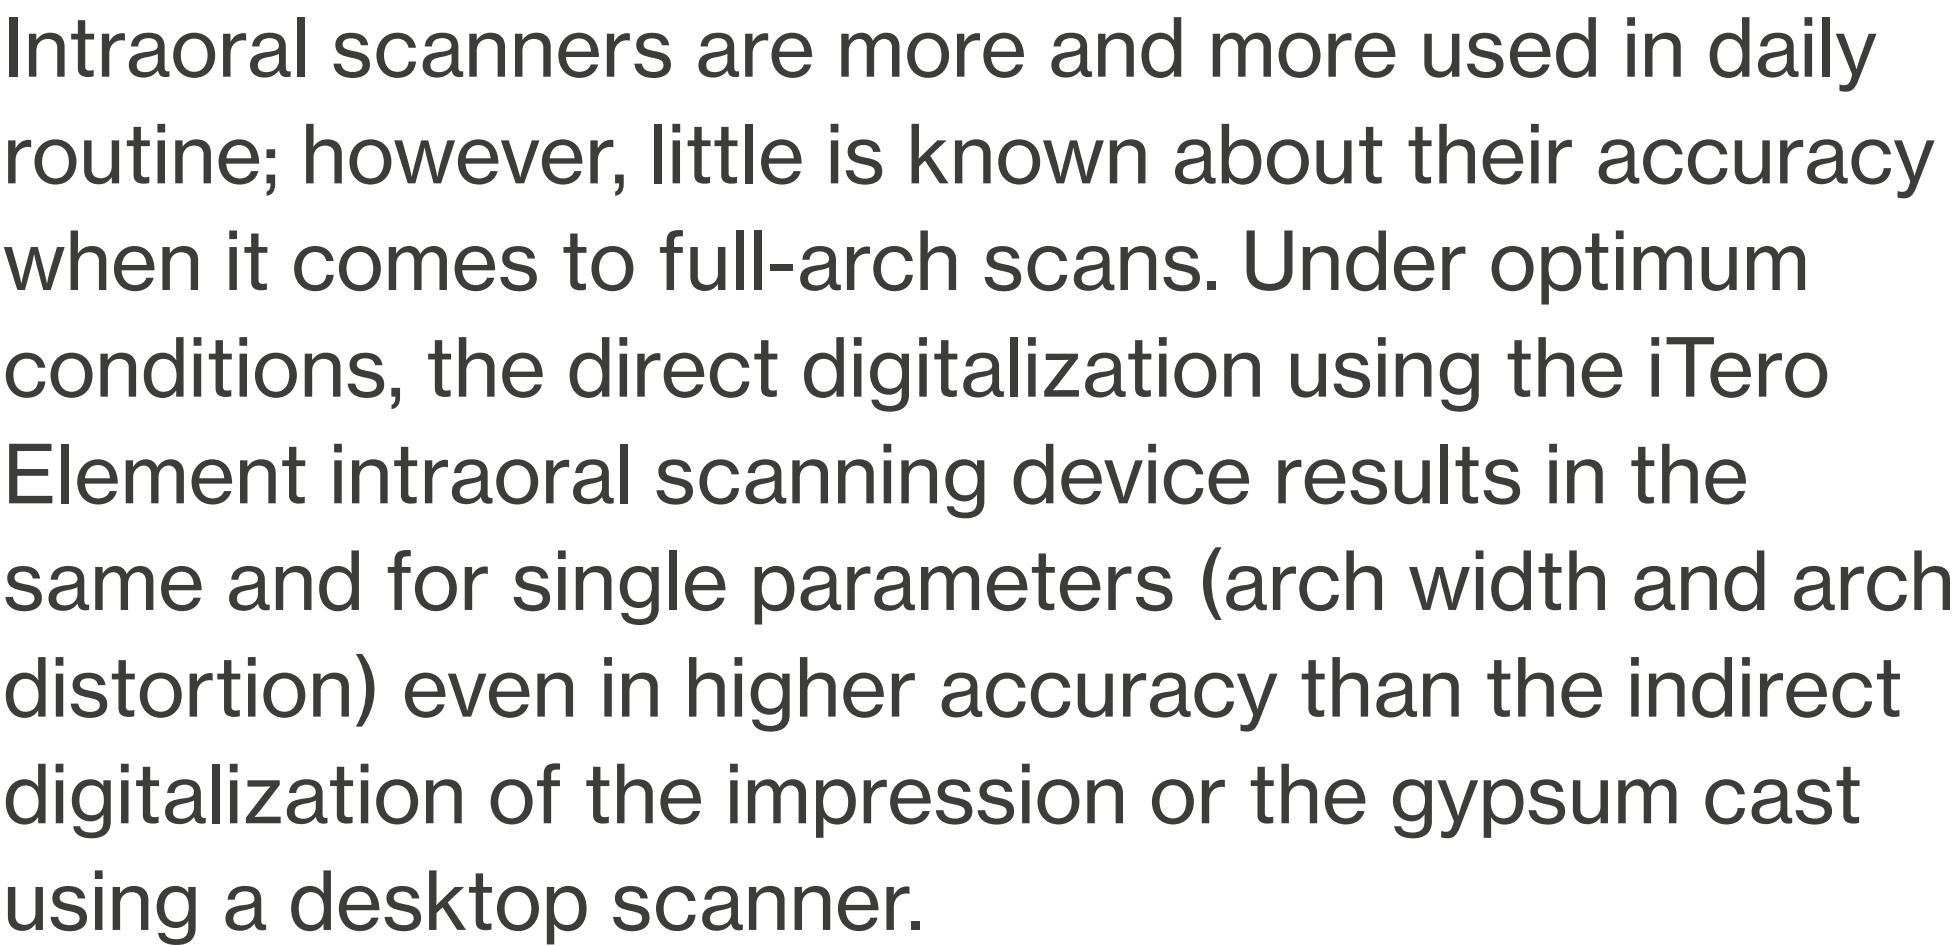 Intraoral scanners are more and more used in daily
routine; however, little is known about their accuracy
when it comes to full-arch scans. Under optimum
conditions, the direct digitalization using the iTero
Element intraoral scanning device results in the
same and for single parameters (arch width and arch
distortion) even in higher accuracy than the indirect
digitalization of the impression or the gypsum cast
using a desktop scanner.